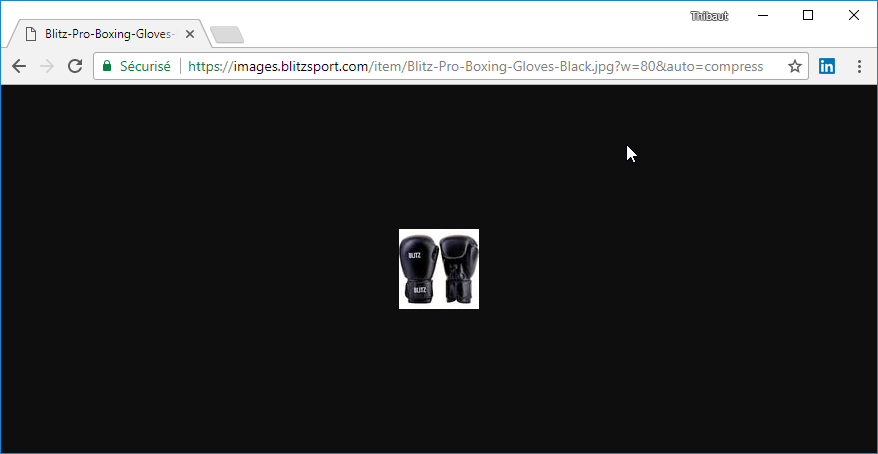 Thibaut
Blitz-Pro-Boxing-Gloves-
Sécurisé https://images.blitzsport.com/item/Blitz-Pro-Boxing-Gloves-Black.jpg?w=80&auto=compress
in
BLITZ
BLITZ